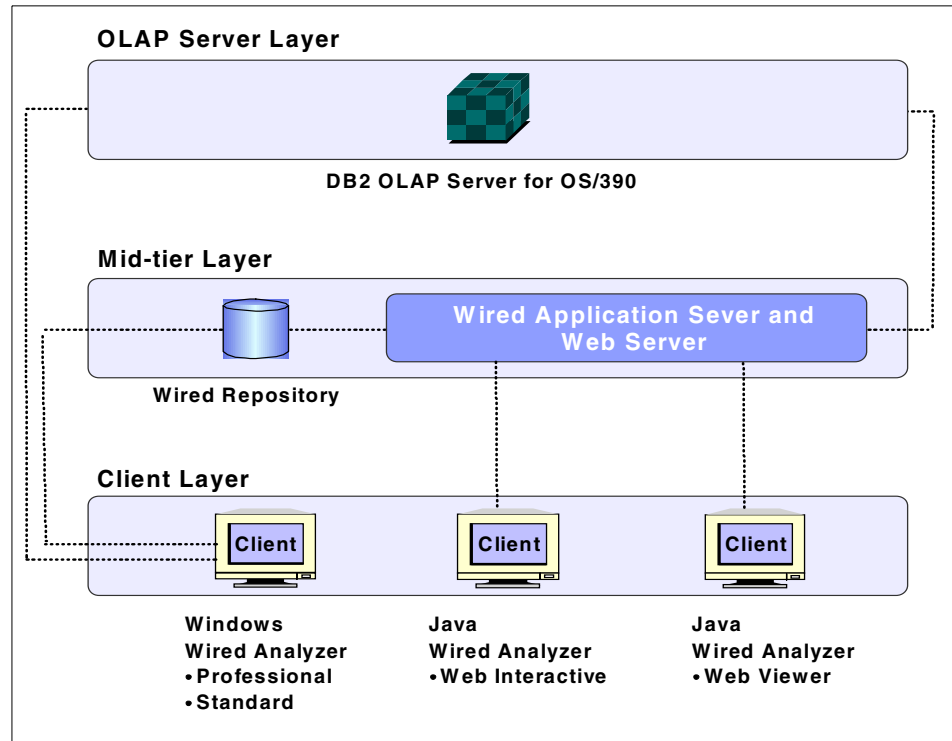 OLAP Server Layer
DB2 OLAP Server for OS/390
Mid-tier Layer
Wired Application Sever and
Web Server
Wired Repository
Client Layer
Client
Client
Client
Windows
Wired Analyzer
• Professional
• Standard
Java
Wired Analyzer
• Web Interactive
Java
Wired Analyzer
• Web Viewer